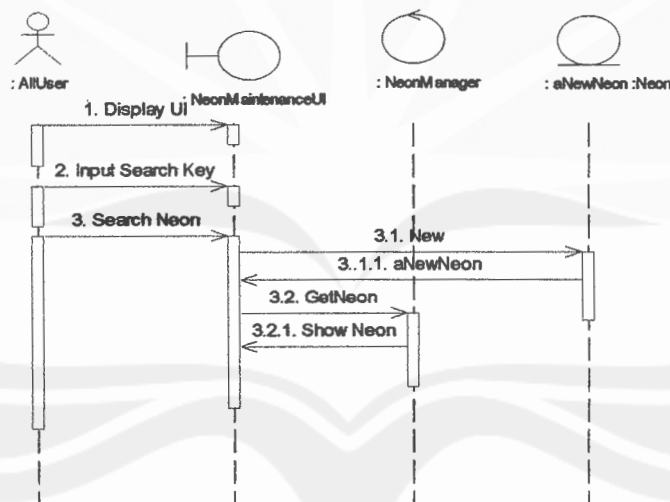 : AllUser
: NeonMaintenanceUI
: NeonManager
: aNewNeon :Neon
1. Display Ui
2. Input Search Key
3. Search Neon
3.1. New
3..1.1. aNewNeon
3.2. GetNeon
3.2.1. Show Neon